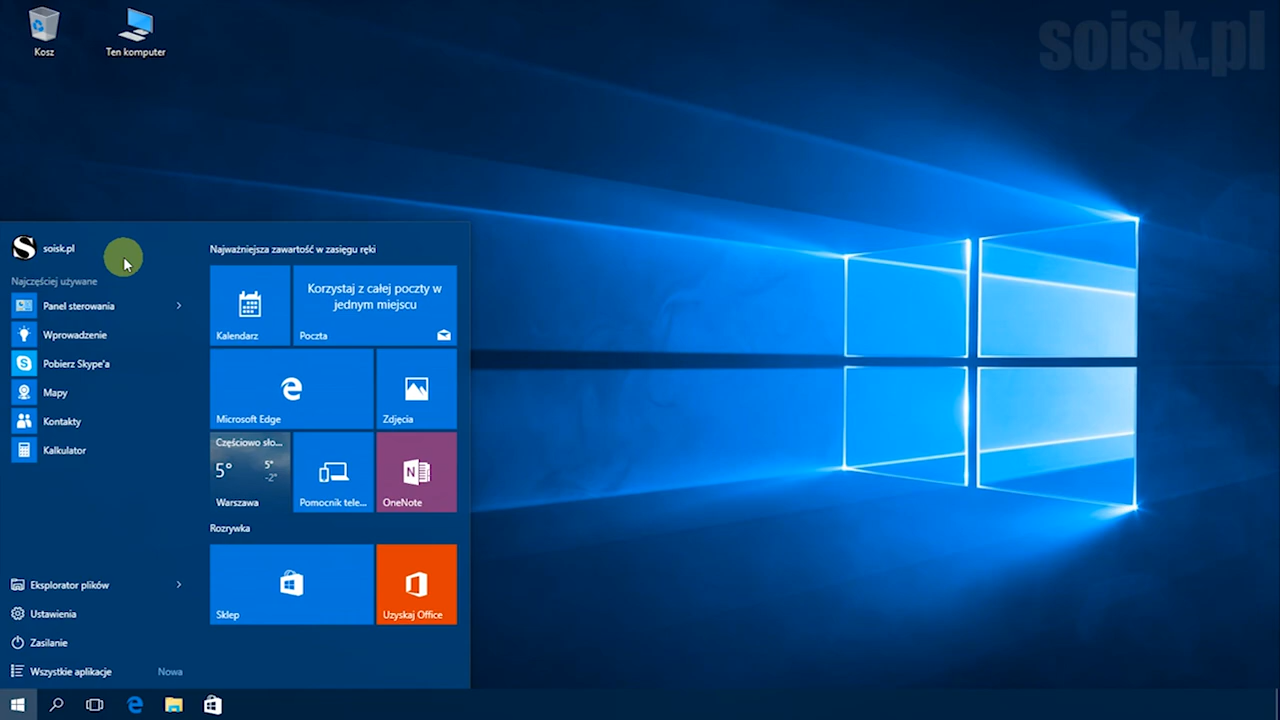 Kosz
Ten komputer
soisk.pl
soisk.pl
Najczęściej używane
Panel sterowania
Wprowadzenie
Pobierz Skype'a
Mapy
Kontakty
Kalkulator
Eksplorator plików
Ustawienia
Zasilanie
Wszystkie aplikacje Nowa
Najważniejsza zawartość w zasięgu ręki
Kalendarz
Korzystaj z całej poczty w
jednym miejscu
Poczta
Microsoft Edge
Zdjęcia
Częściowo sło...
5° 5°
-2°
Warszawa
Pomocnik tele...
OneNote
Rozrywka
Sklep
Uzyskaj Office